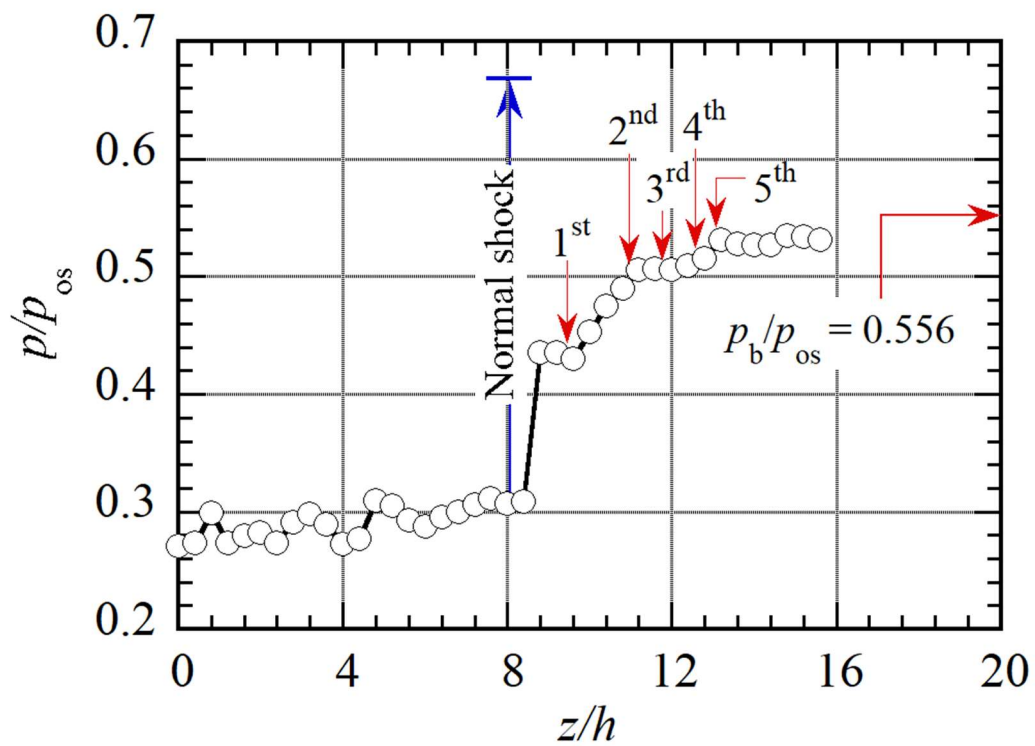 0.7
0.6
0.5
0.4
0.3
0.2
p/pos
Normal shock
1st
2nd
3rd
4th
5th
pb/pos = 0.556
0 4 8 12 16 20
z/h